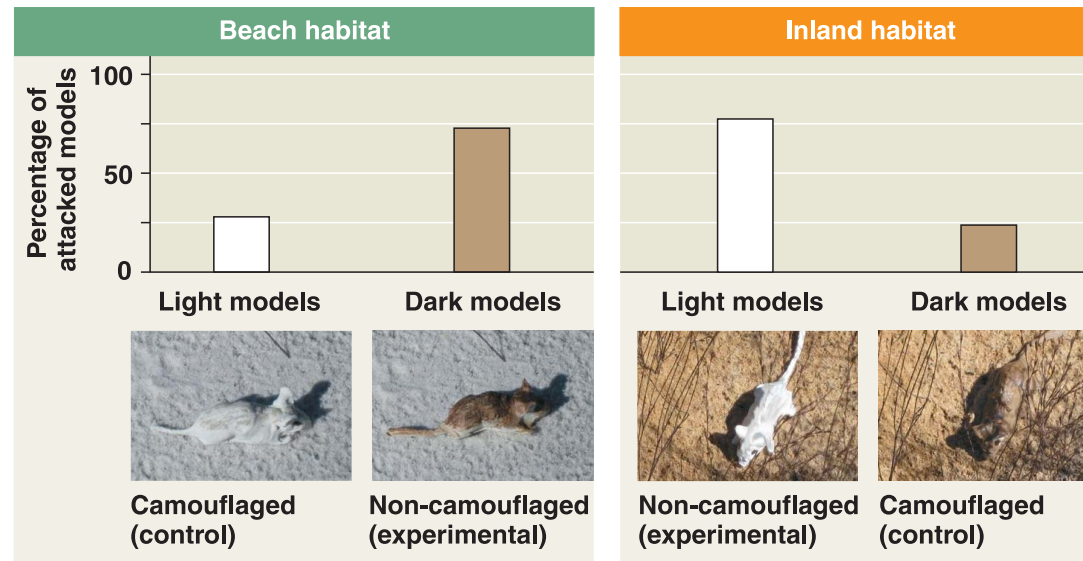 Beach habitat
Percentage of
attacked models
100
50
0
Light models
Dark models
Camouflaged
(control)
Non-camouflaged
(experimental)
Inland habitat
Light models
Dark models
Non-camouflaged
(experimental)
Camouflaged
(control)